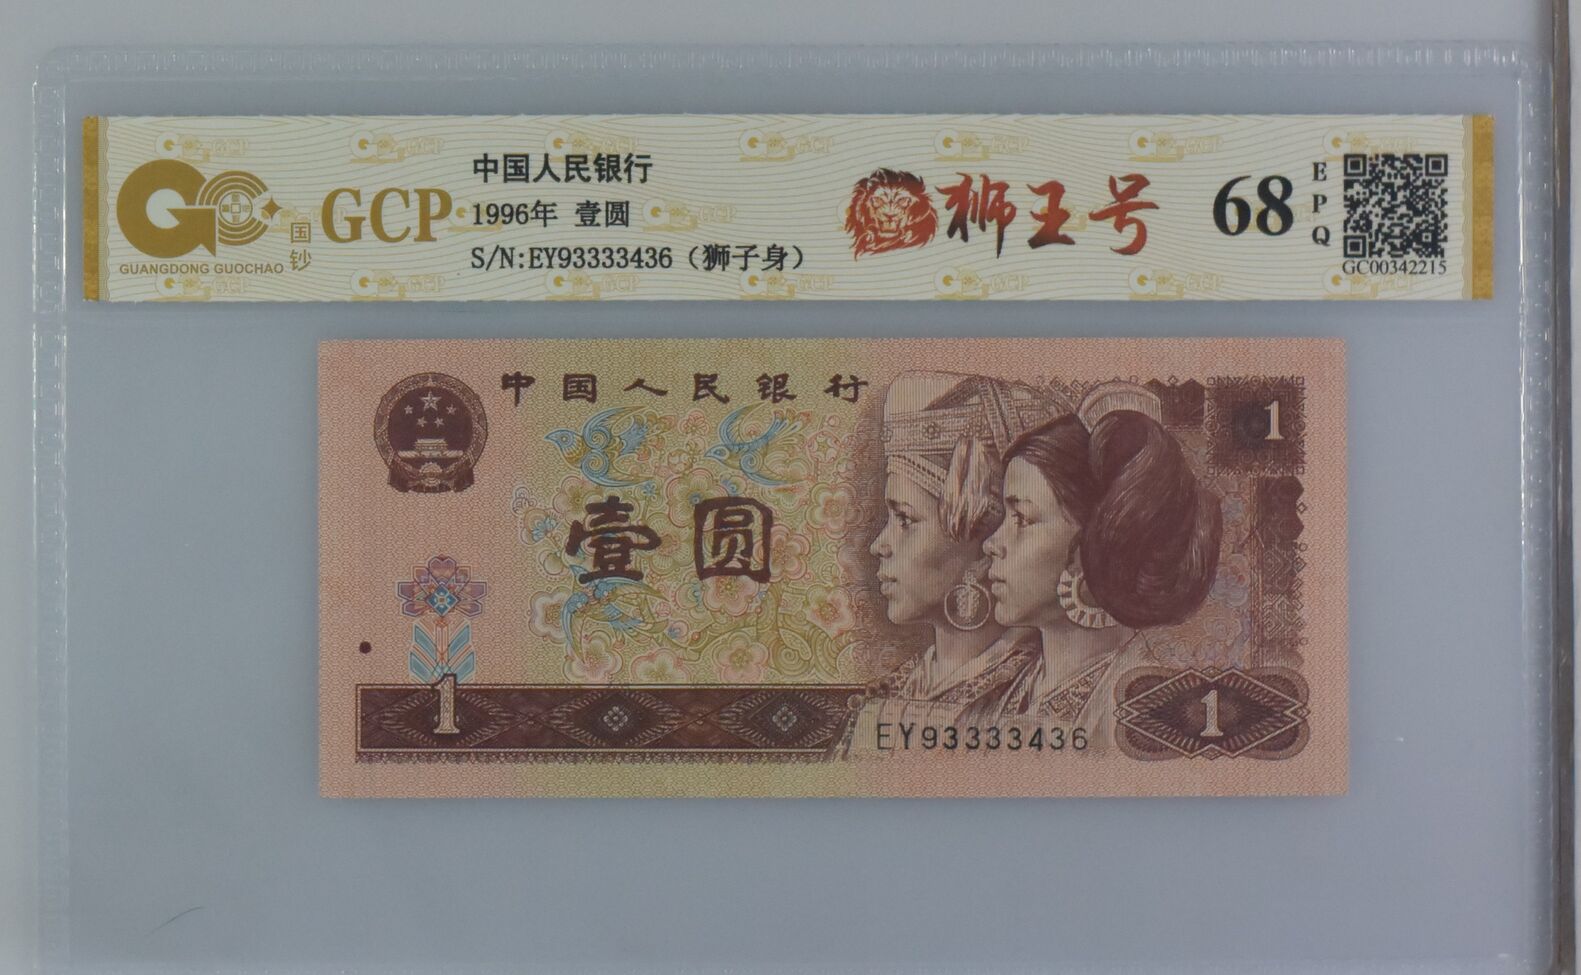 GCP
GUANGDONG GUOCHAO
国
钞
中国人民银行
1996年 壹圆
S/N:EY93333436（狮子身）
狮王号
68
E
P
Q
GC00342215
中国人民银行
1
壹圆
1
EY93333436
1